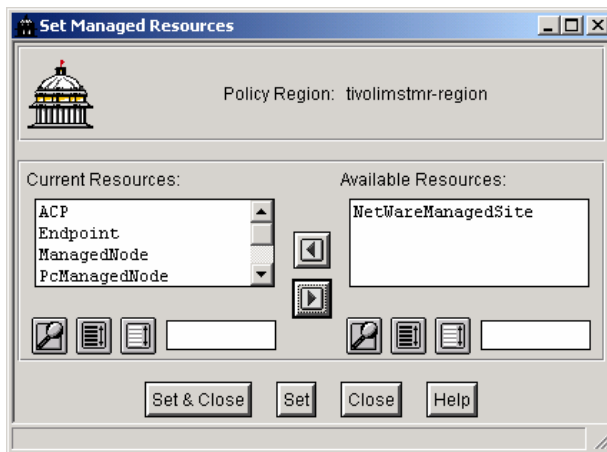 Set Managed Resources
Policy Region: tivolimstmr-region
Current Resources:
ACP
Endpoint
ManagedNode
PcManagedNode
Available Resources:
NetWareManagedSite
Set & Close
Set
Close
Help